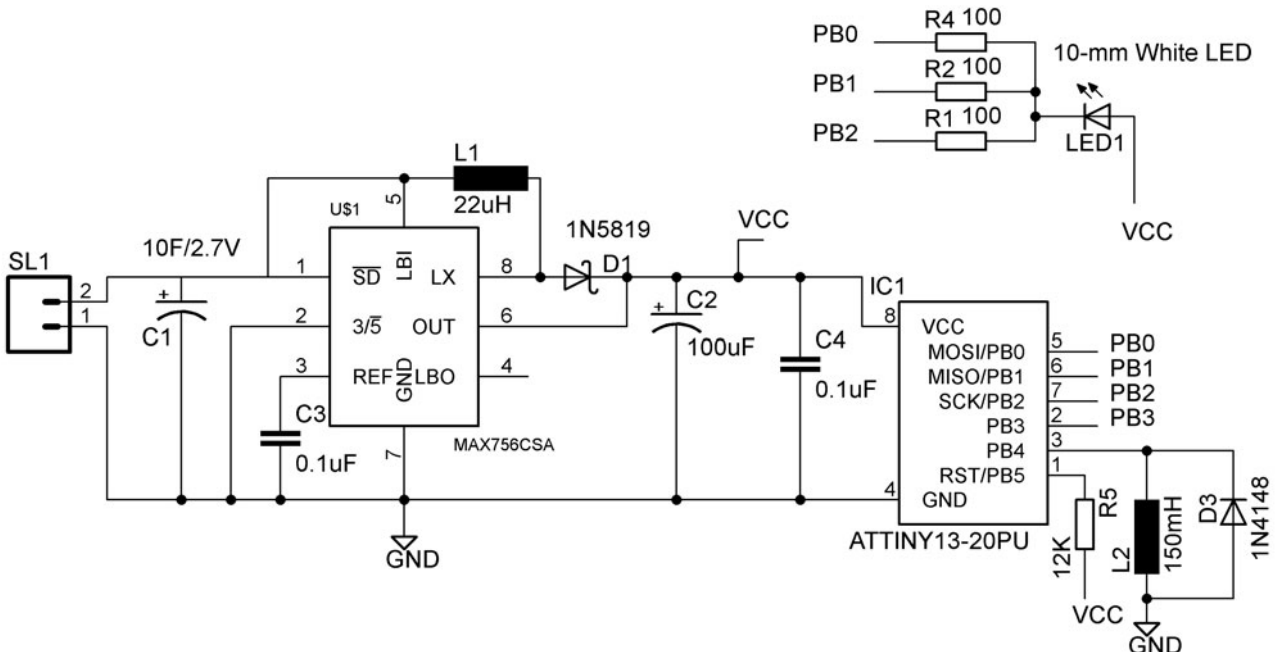 PB0
R4 100
10-mm White LED
PB1
R2 100
PB2
R1 100
LED1
VCC
L1
22uH
U$1
5
1N5819
D1
VCC
SL1
2
1
10F/2.7V
+
C1
1
2
3
SD
3/5
REF
LBI
GND
LX
OUT
LBO
8
6
4
7
MAX756CSA
C3
0.1uF
GND
+
C2
100uF
C4
0.1uF
IC1
8
VCC
MOSI/PB0
MISO/PB1
SCK/PB2
PB3
PB4
RST/PB5
GND
4
5
6
7
2
3
1
PB0
PB1
PB2
PB3
ATTINY13-20PU
R5
12K
VCC
L2
150mH
D3
1N4148
GND